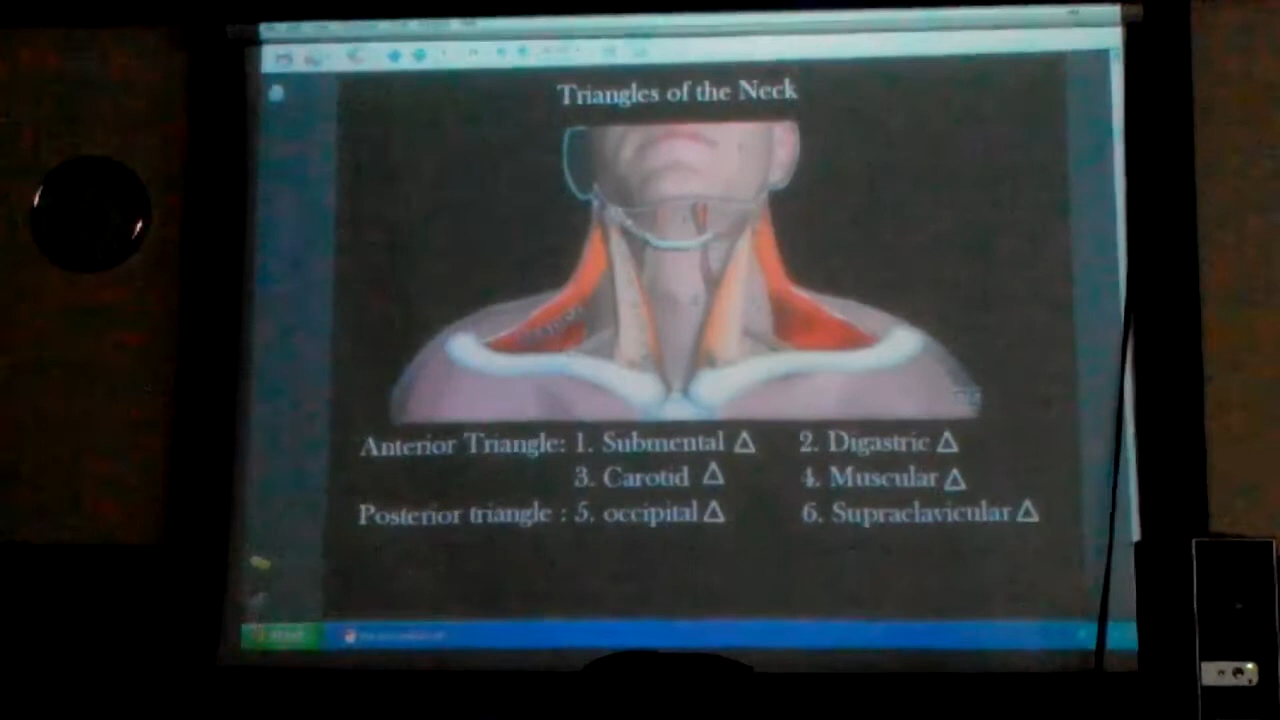 Triangles of the Neck
Anterior Triangle: 1. Submental Δ 2. Digastric Δ
3. Carotid Δ 4. Muscular Δ
Posterior triangle : 5. occipital Δ 6. Supraclavicular Δ